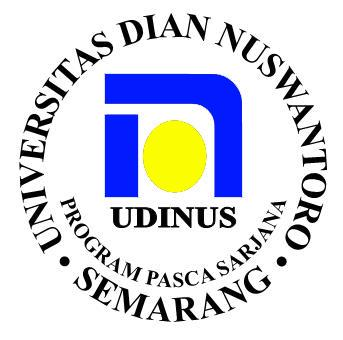 UNIVERSITAS DIAN NUSWANTORO
UDINUS
PROGRAM PASCA SARJANA
• SEMARANG •